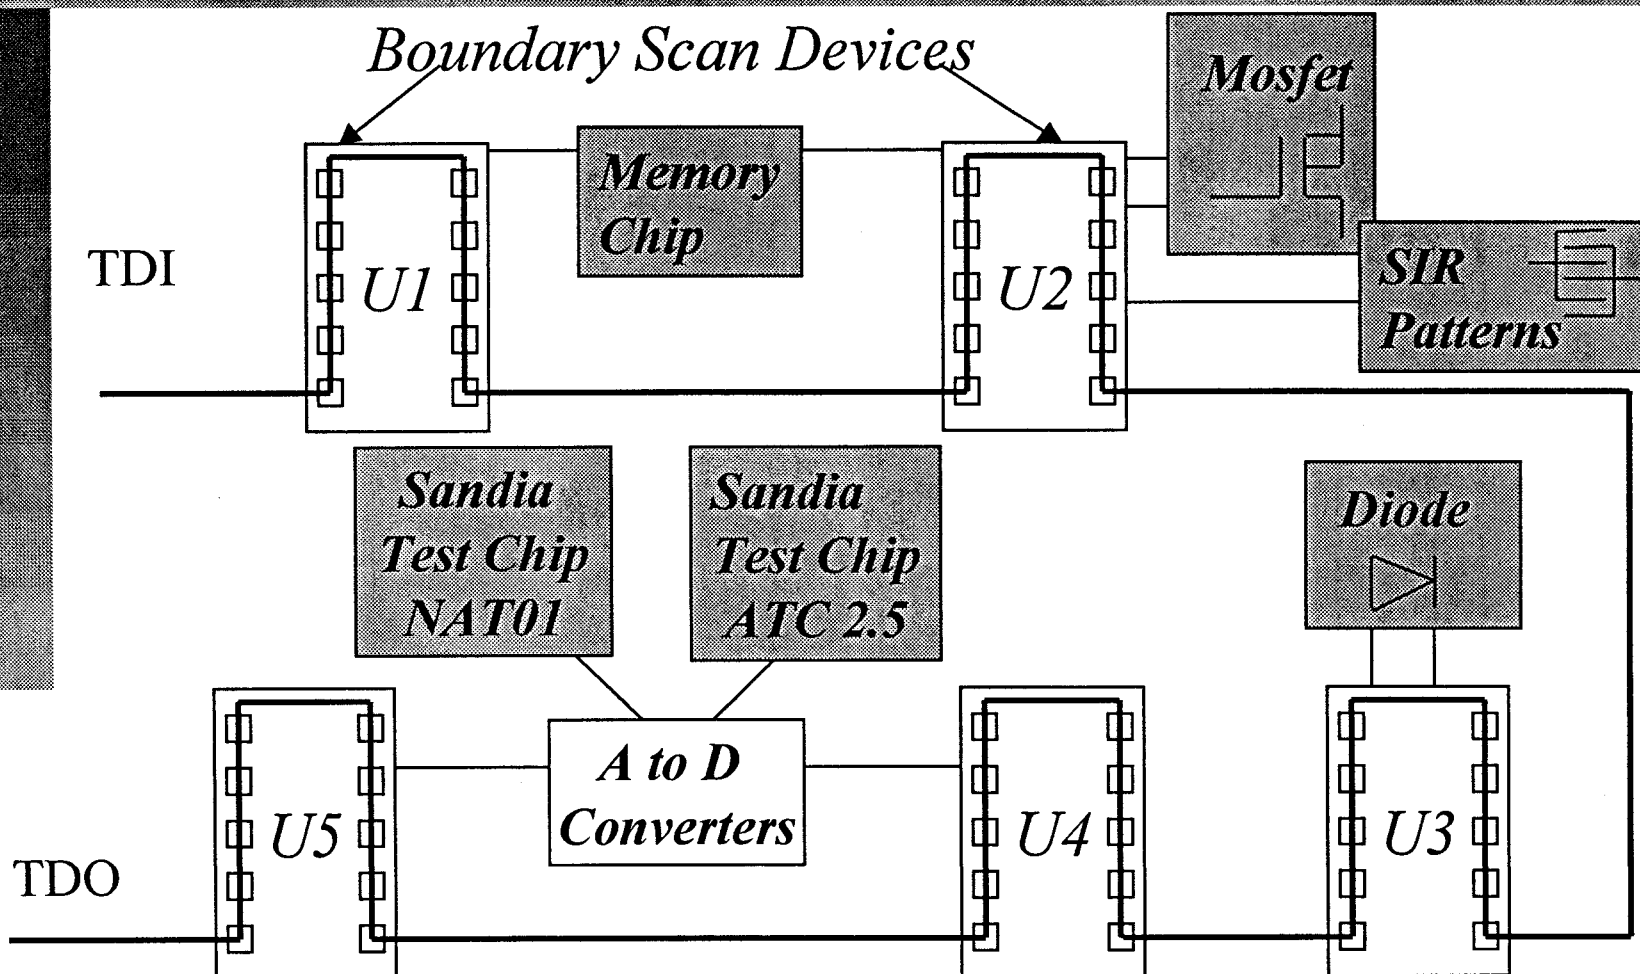 Boundary Scan Devices
Mosfet
Memory
Chip
TDI
U1
U2
SIR
Patterns
Sandia
Test Chip
NAT01
Sandia
Test Chip
ATC 2.5
Diode
A to D
Converters
U5
U4
U3
TDO